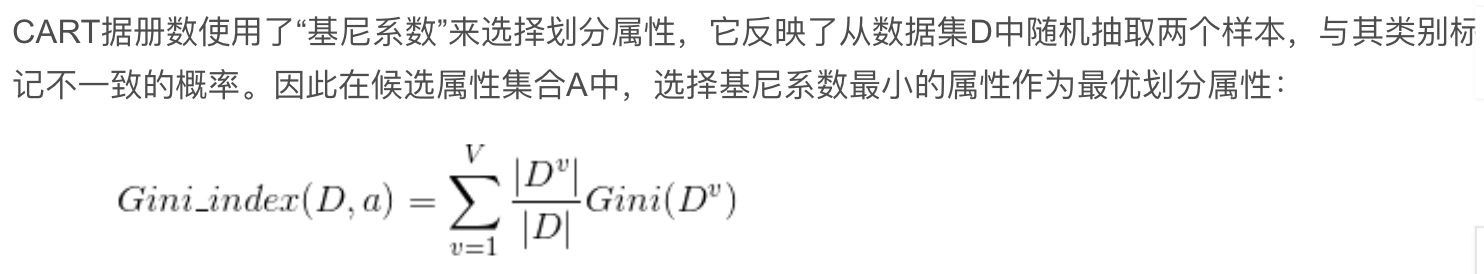 CART据册数使用了“基尼系数”来选择划分属性，它反映了从数据集D中随机抽取两个样本，与其类别标
记不一致的概率。因此在候选属性集合A中，选择基尼系数最小的属性作为最优划分属性：
Gini_index(D, a) = \sum_{v=1}^{V} \frac{|D^v|}{|D|} Gini(D^v)